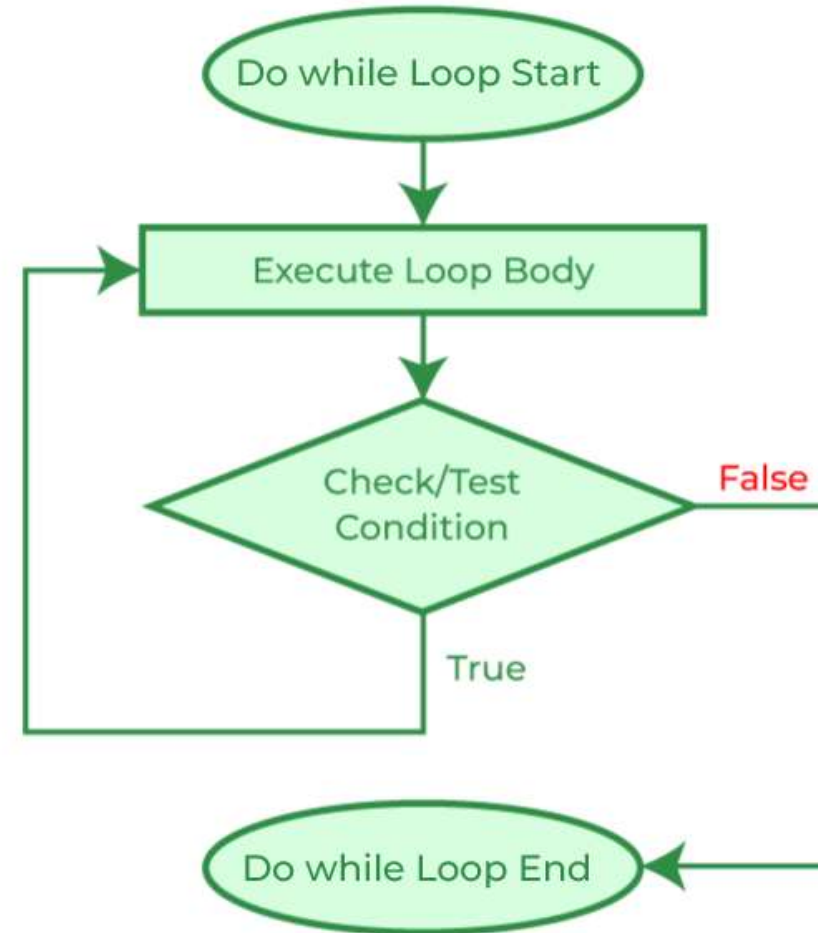 Do while Loop Start
Execute Loop Body
Check/Test
Condition
False
True
Do while Loop End